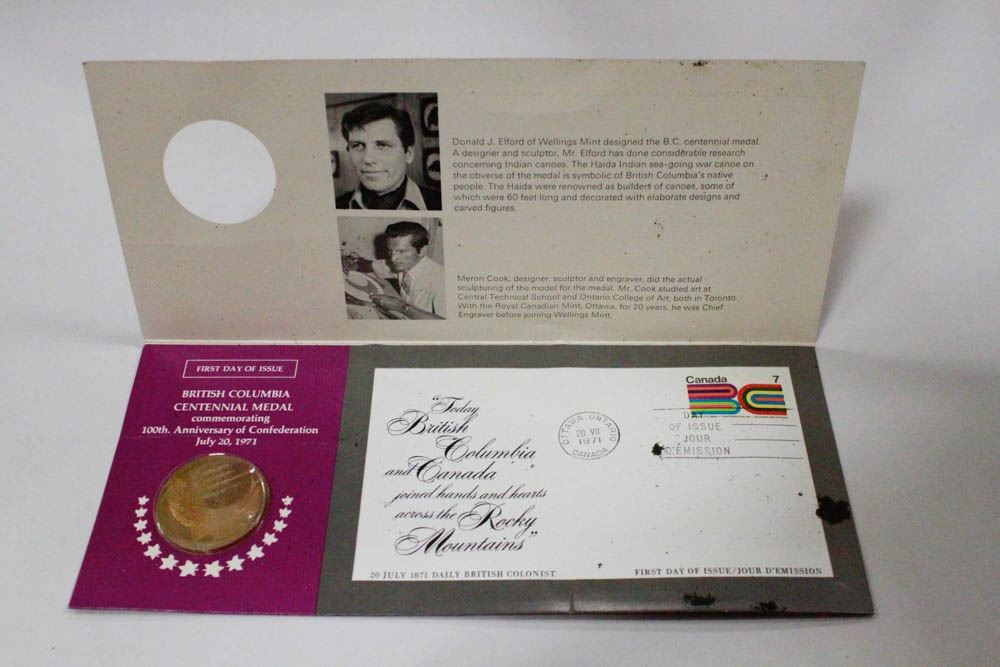 Donald J. Elford of Wellings Mint designed the B.C. centennial medal.
A designer and sculptor, Mr. Elford has done considerable research
concerning Indian canoes. The Haida Indian sea-going war canoe on
the obverse of the medal is symbolic of British Columbia's native
people. The Haida were renowned as builders of canoes, some of
which were 60 feet long and decorated with elaborate designs and
carved figures.
Myron Cook, designer, sculptor and engraver, did the actual
sculpturing of the model for the medal. Mr. Cook studied art at
Central Technical School and Ontario College of Art, both in Toronto.
With the Royal Canadian Mint, Ottawa, for 20 years, he was Chief
Engraver before joining Wellings Mint.
FIRST DAY OF ISSUE
BRITISH COLUMBIA
CENTENNIAL MEDAL
commemorating
100th. Anniversary of Confederation
July 20, 1971
"Today
British
Columbia
and Canada
joined hands and hearts
across the Rocky
Mountains"
20 JULY 1871 DAILY BRITISH COLONIST
OTTAWA ONTARIO
20 VII
1971
CANADA
Canada 7
BC
DAY
OF ISSUE
JOUR
D'EMISSION
FIRST DAY OF ISSUE/JOUR D'EMISSION